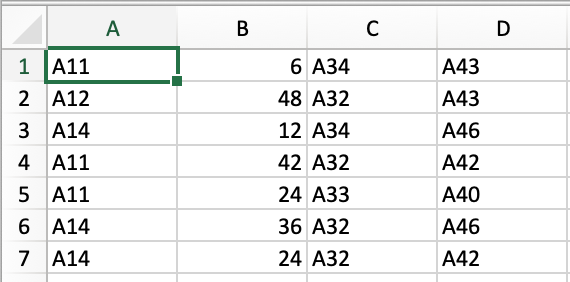 A B C D
1 A11 6 A34 A43
2 A12 48 A32 A43
3 A14 12 A34 A46
4 A11 42 A32 A42
5 A11 24 A33 A40
6 A14 36 A32 A46
7 A14 24 A32 A42